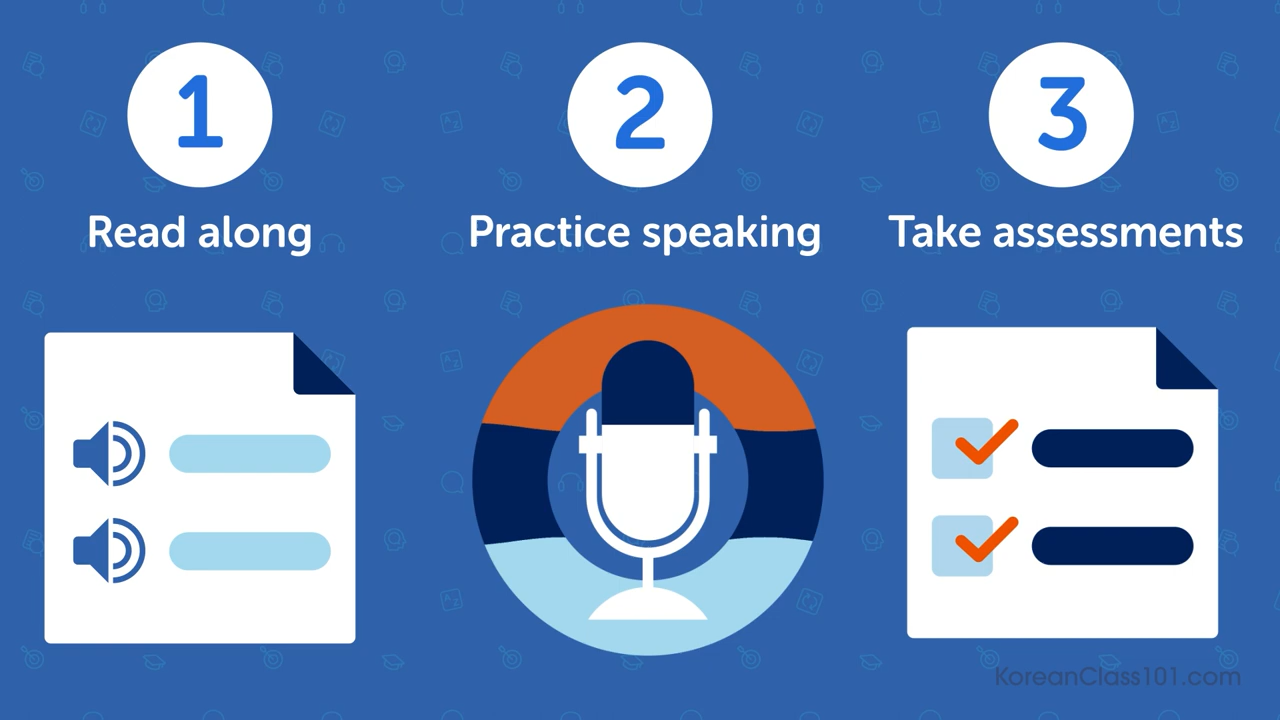 1
2
3
Read along
Practice speaking
Take assessments
KoreanClass101.com